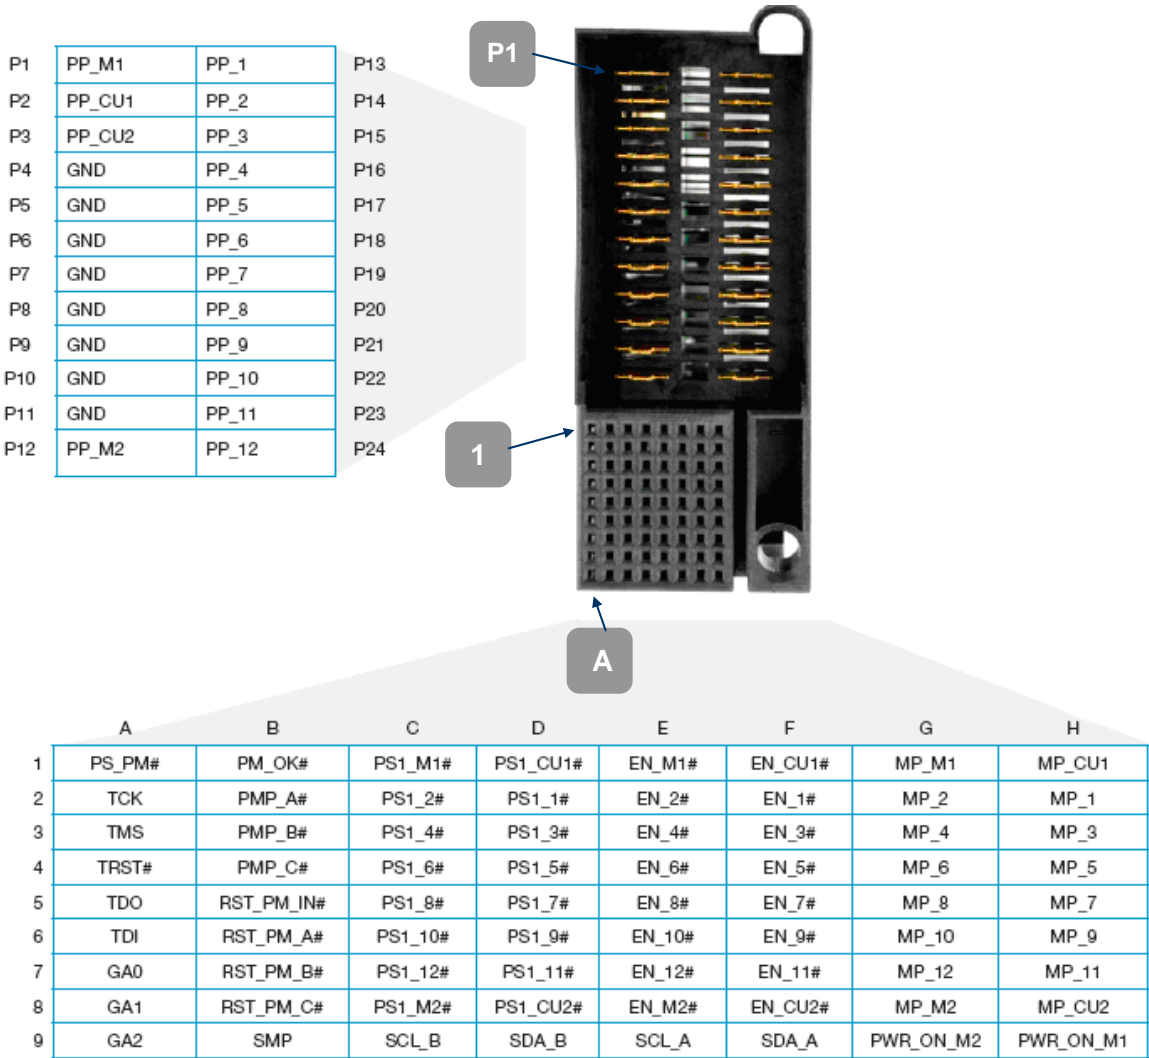 P1 PP_M1 PP_1 P13
P2 PP_CU1 PP_2 P14
P3 PP_CU2 PP_3 P15
P4 GND PP_4 P16
P5 GND PP_5 P17
P6 GND PP_6 P18
P7 GND PP_7 P19
P8 GND PP_8 P20
P9 GND PP_9 P21
P10 GND PP_10 P22
P11 GND PP_11 P23
P12 PP_M2 PP_12 P24
P1
1
A
A B C D E F G H
1 PS_PM# PM_OK# PS1_M1# PS1_CU1# EN_M1# EN_CU1# MP_M1 MP_CU1
2 TCK PMP_A# PS1_2# PS1_1# EN_2# EN_1# MP_2 MP_1
3 TMS PMP_B# PS1_4# PS1_3# EN_4# EN_3# MP_4 MP_3
4 TRST# PMP_C# PS1_6# PS1_5# EN_6# EN_5# MP_6 MP_5
5 TDO RST_PM_IN# PS1_8# PS1_7# EN_8# EN_7# MP_8 MP_7
6 TDI RST_PM_A# PS1_10# PS1_9# EN_10# EN_9# MP_10 MP_9
7 GA0 RST_PM_B# PS1_12# PS1_11# EN_12# EN_11# MP_12 MP_11
8 GA1 RST_PM_C# PS1_M2# PS1_CU2# EN_M2# EN_CU2# MP_M2 MP_CU2
9 GA2 SMP SCL_B SDA_B SCL_A SDA_A PWR_ON_M2 PWR_ON_M1